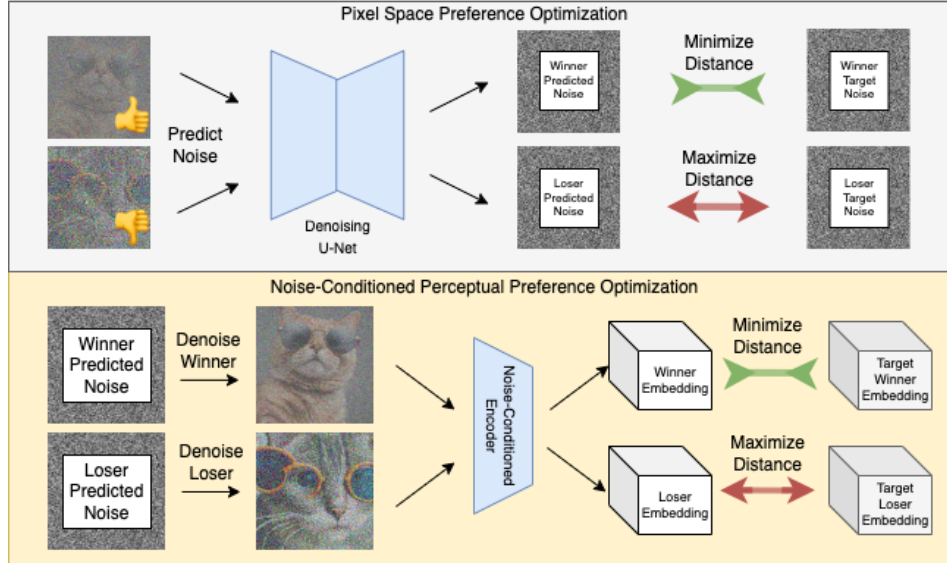 Pixel Space Preference Optimization
Predict
Noise
Denoising
U-Net
Winner
Predicted
Noise
Minimize
Distance
Winner
Target
Noise
Loser
Predicted
Noise
Maximize
Distance
Loser
Target
Noise
Noise-Conditioned Perceptual Preference Optimization
Winner
Predicted
Noise
Denoise
Winner
Loser
Predicted
Noise
Denoise
Loser
Noise-Conditioned
Encoder
Winner
Embedding
Minimize
Distance
Target
Winner
Embedding
Loser
Embedding
Maximize
Distance
Target
Loser
Embedding